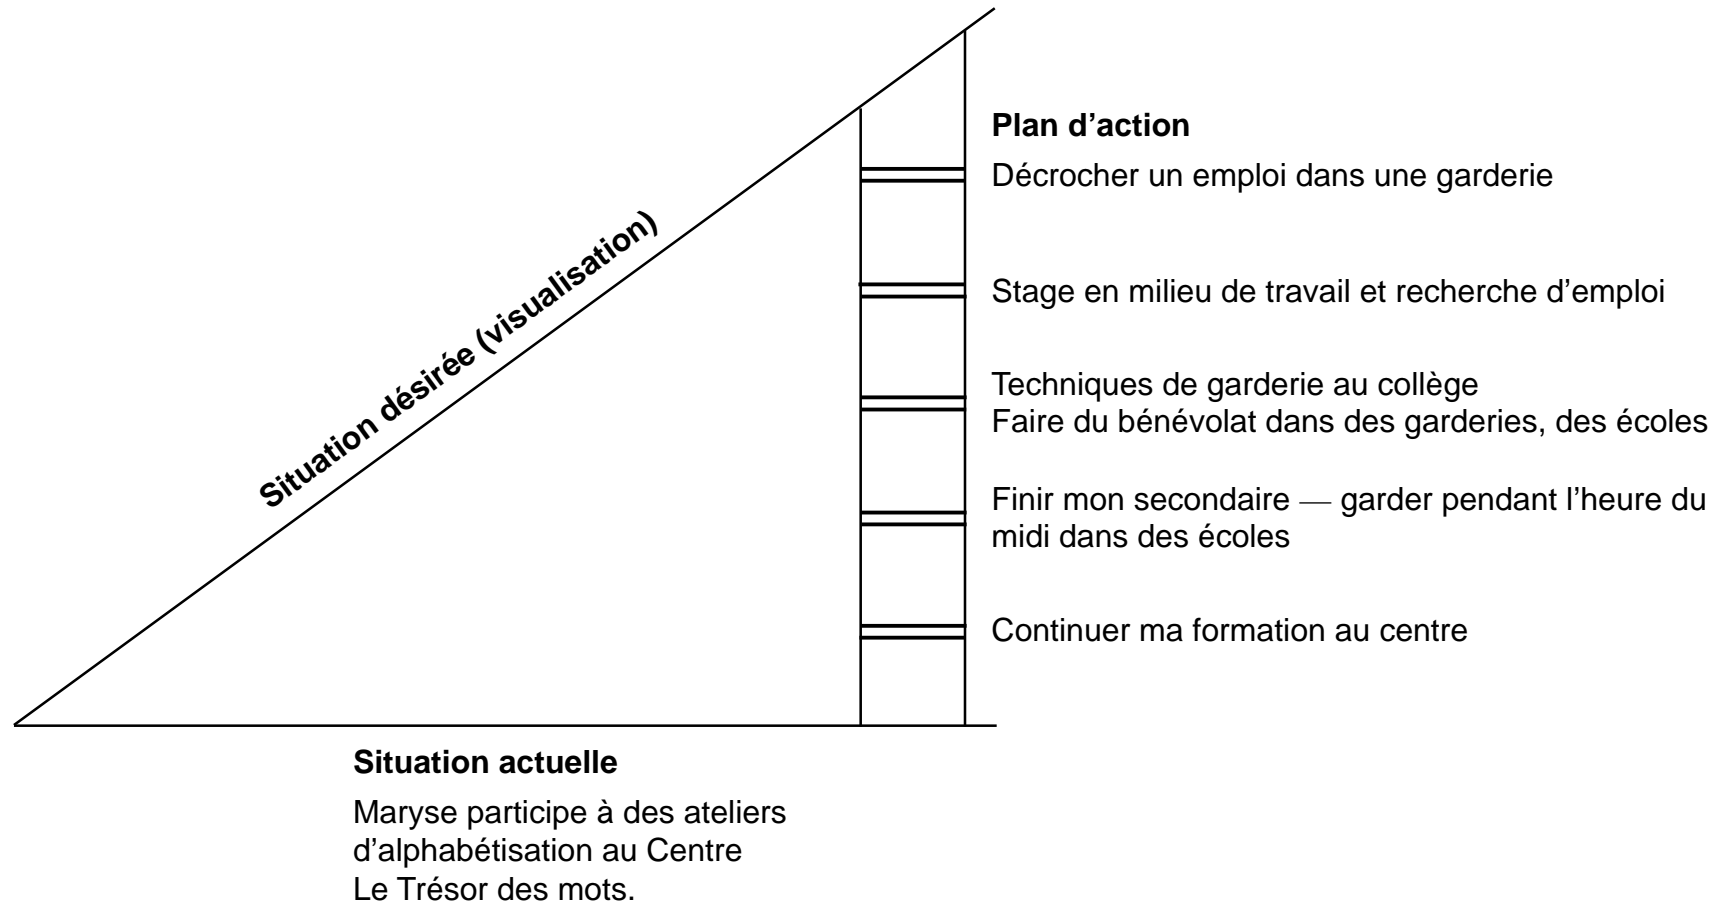 Plan d’action
Décrocher un emploi dans une garderie
Situation désirée (visualisation)
Stage en milieu de travail et recherche d’emploi
Techniques de garderie au collège
Faire du bénévolat dans des garderies, des écoles
Finir mon secondaire — garder pendant l’heure du
midi dans des écoles
Continuer ma formation au centre
Situation actuelle
Maryse participe à des ateliers
d’alphabétisation au Centre
Le Trésor des mots.